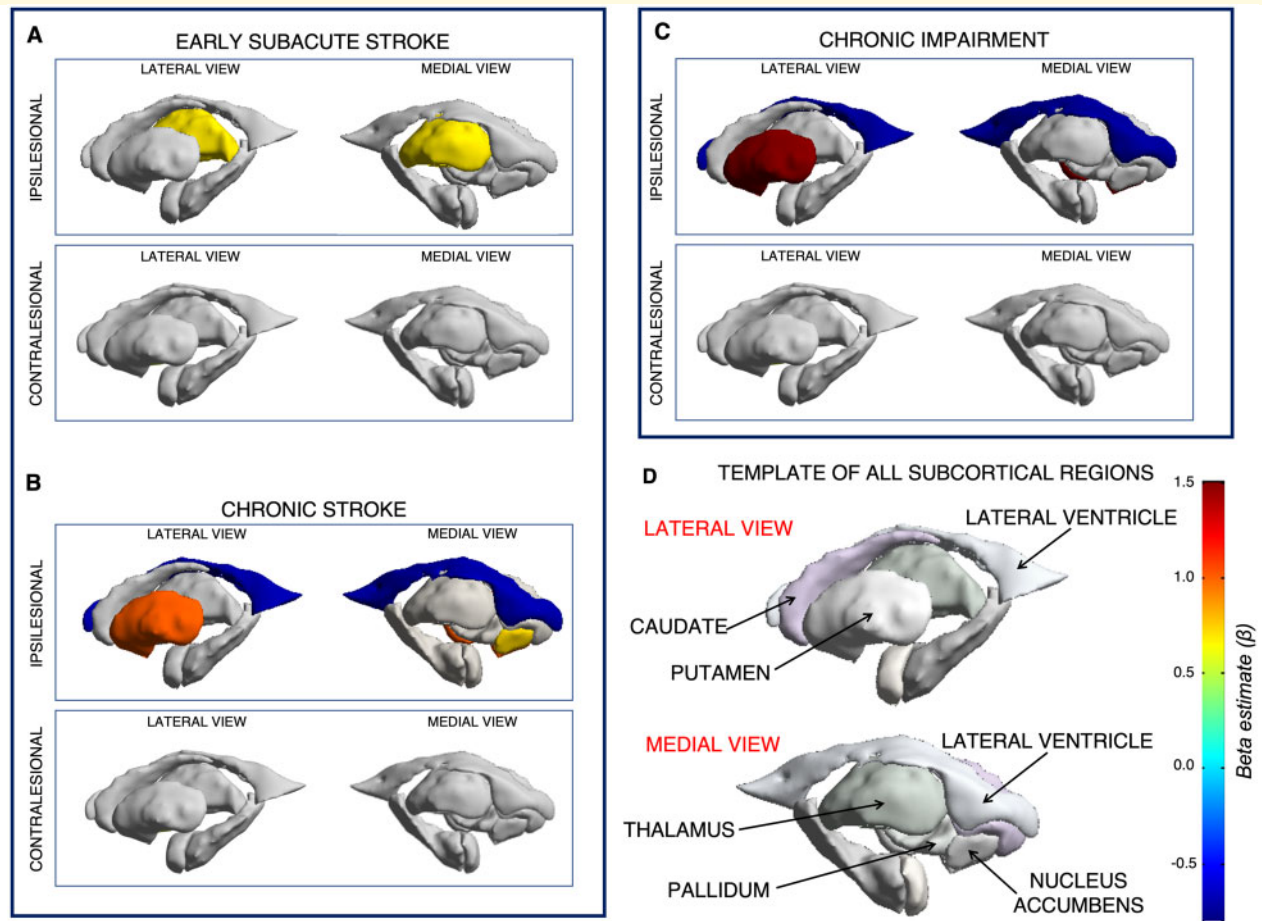 A
EARLY SUBACUTE STROKE
LATERAL VIEW
MEDIAL VIEW
IPSILESIONAL
LATERAL VIEW
MEDIAL VIEW
CONTRALESIONAL
B
CHRONIC STROKE
LATERAL VIEW
MEDIAL VIEW
IPSILESIONAL
LATERAL VIEW
MEDIAL VIEW
CONTRALESIONAL
C
CHRONIC IMPAIRMENT
LATERAL VIEW
MEDIAL VIEW
IPSILESIONAL
LATERAL VIEW
MEDIAL VIEW
CONTRALESIONAL
D
TEMPLATE OF ALL SUBCORTICAL REGIONS
LATERAL VIEW
LATERAL VENTRICLE
CAUDATE
PUTAMEN
MEDIAL VIEW
LATERAL VENTRICLE
THALAMUS
PALLIDUM
NUCLEUS
ACCUMBENS
1.5
1.0
0.5
0.0
-0.5
Beta estimate (β)